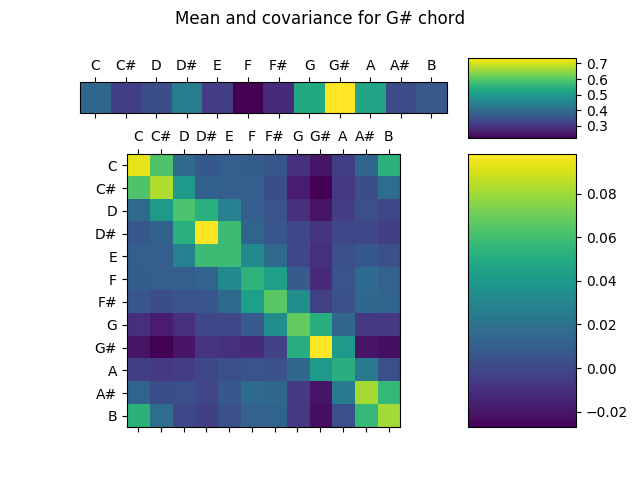 Mean and covariance for G# chord
C C# D D# E F F# G G# A A# B
0.7
0.6
0.5
0.4
0.3
C C# D D# E F F# G G# A A# B
C
C#
D
D#
E
F
F#
G
G#
A
A#
B
0.08
0.06
0.04
0.02
0.00
−0.02